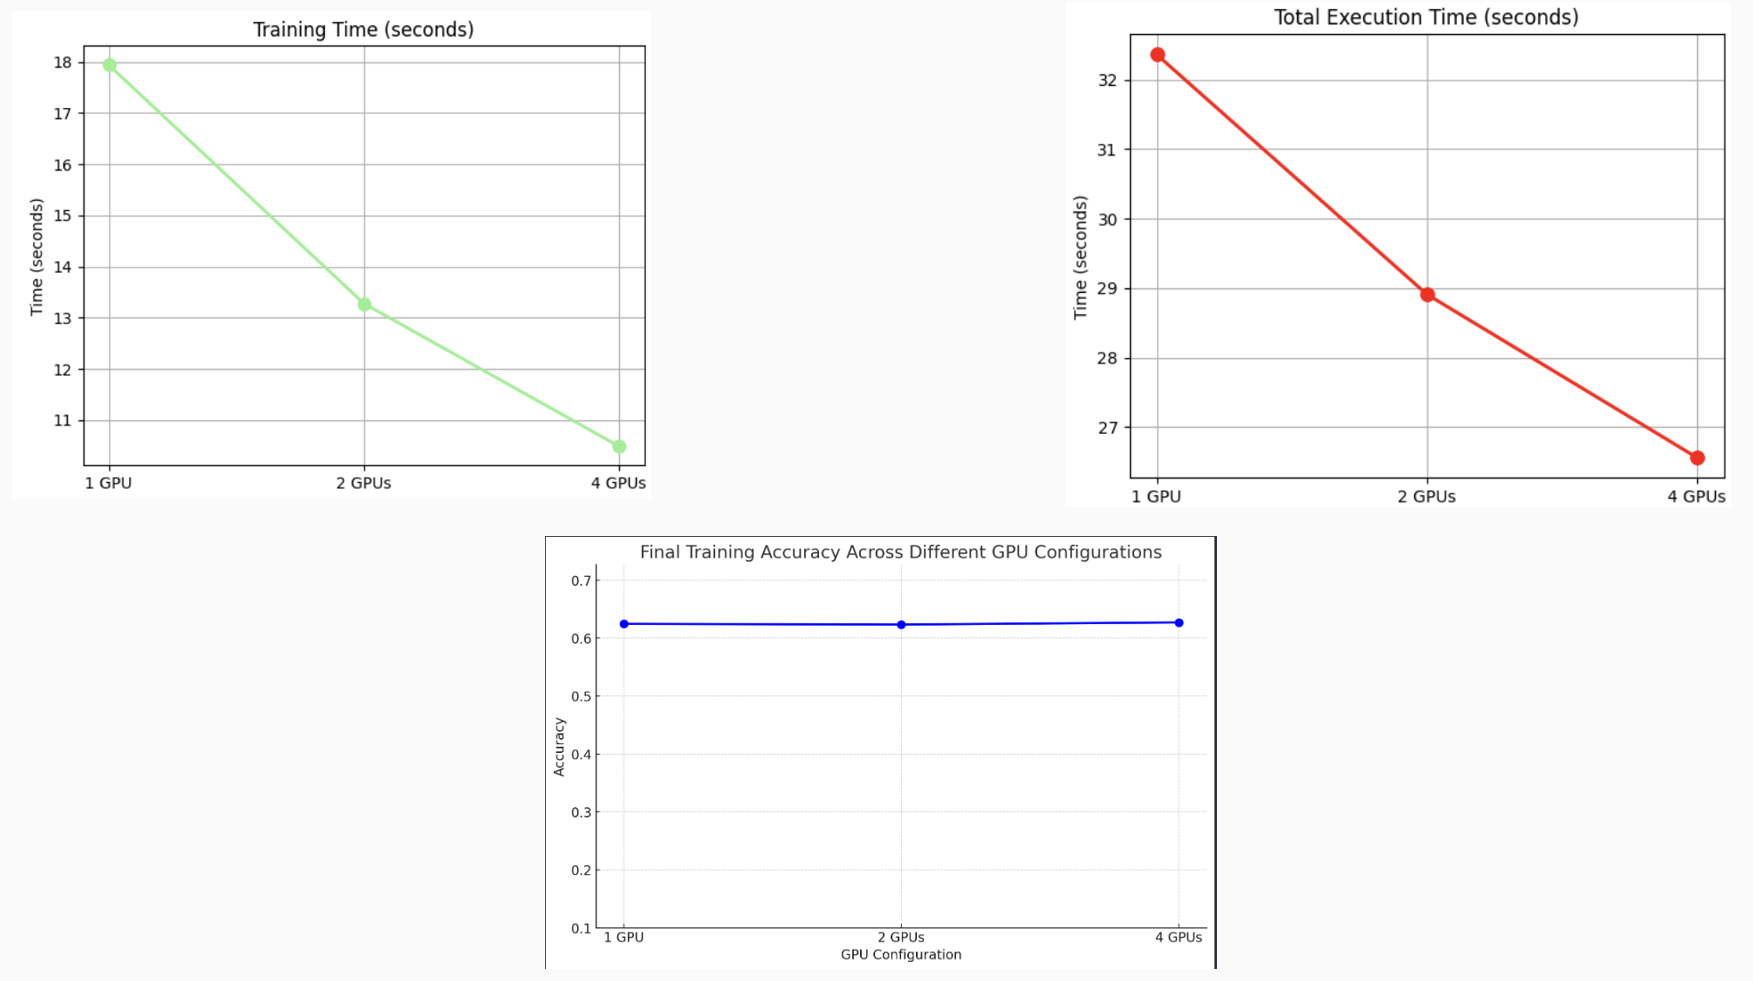 Training Time (seconds)
Time (seconds)
18
17
16
15
14
13
12
11
1 GPU 2 GPUs 4 GPUs
Total Execution Time (seconds)
Time (seconds)
32
31
30
29
28
27
1 GPU 2 GPUs 4 GPUs
Final Training Accuracy Across Different GPU Configurations
Accuracy
0.7
0.6
0.5
0.4
0.3
0.2
0.1
1 GPU 2 GPUs 4 GPUs
GPU Configuration